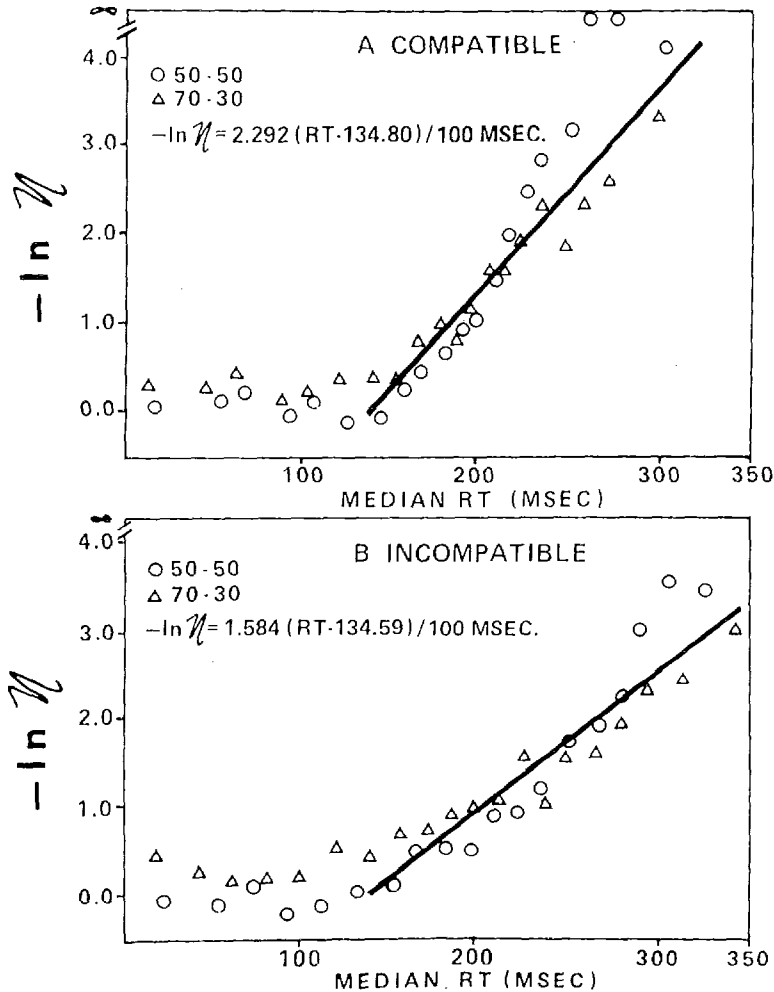 ∞
A COMPATIBLE
4.0
○ 50-50
△ 70-30
−ln η = 2.292 (RT-134.80)/100 MSEC.
3.0
−ln η
2.0
1.0
0.0
100 200 300 350
MEDIAN RT (MSEC)
∞
B INCOMPATIBLE
4.0
○ 50-50
△ 70-30
−ln η = 1.584 (RT-134.59)/100 MSEC.
3.0
−ln η
2.0
1.0
0.0
100 200 300 350
MEDIAN. RT (MSEC)